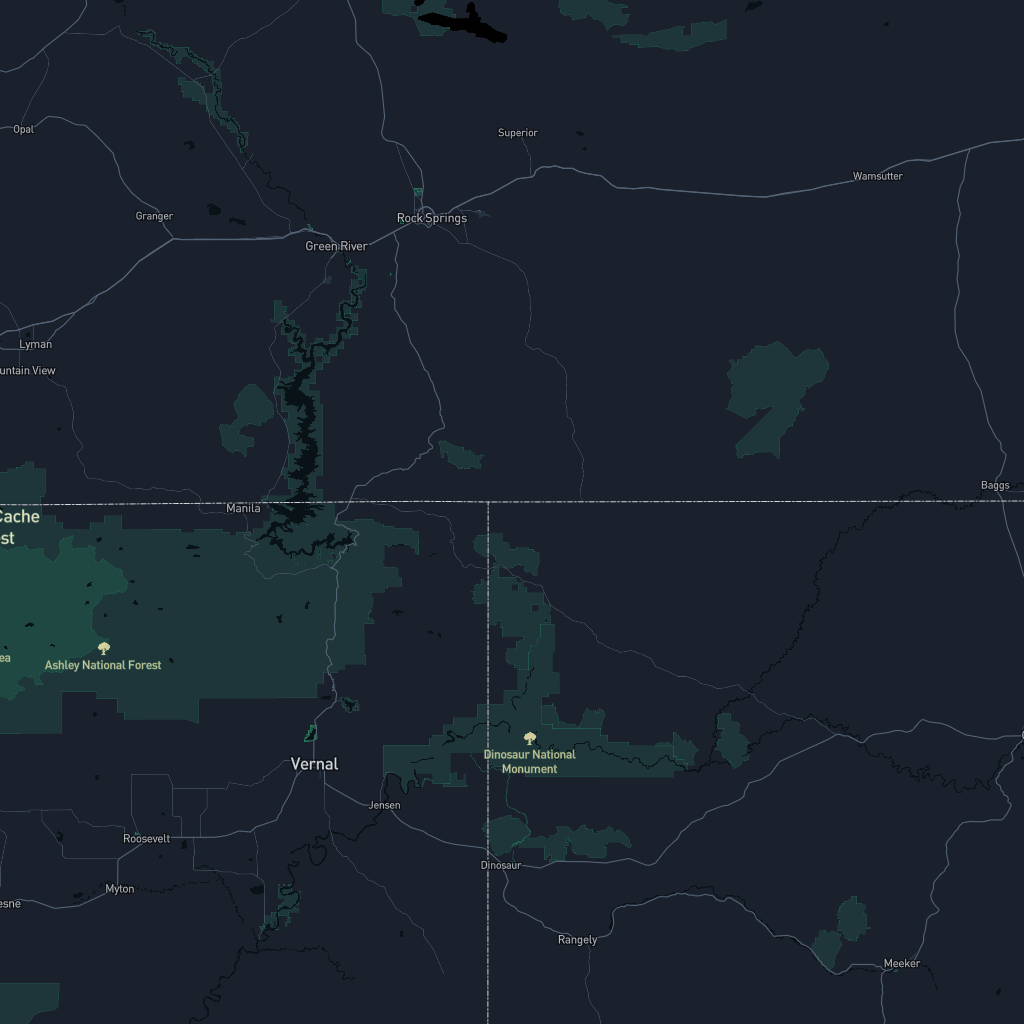 Opal
Superior
Wamsutter
Granger
Rock Springs
Green River
Lyman
untain View
Baggs
Manila
Cache
est
ea
Ashley National Forest
Dinosaur National
Monument
Vernal
Jensen
Roosevelt
Dinosaur
Myton
esne
Rangely
Meeker